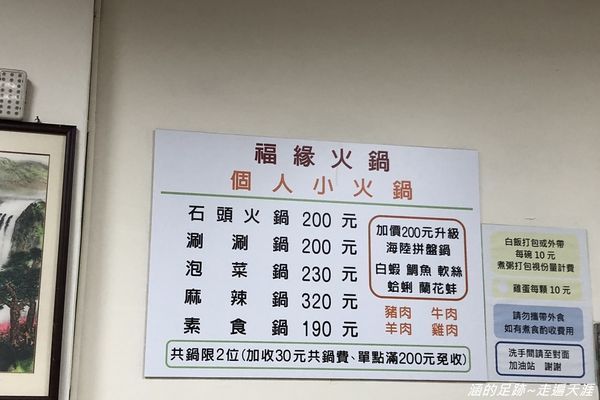 福緣火鍋
個人小火鍋
石頭火鍋 200 元
涮涮鍋 200 元
泡菜鍋 230 元
麻辣鍋 320 元
素食鍋 190 元
加價200元升級
海陸拼盤鍋
白蝦 鯛魚 軟絲
蛤蜊 蘭花蚌
豬肉 牛肉
羊肉 雞肉
共鍋限2位(加收30元共鍋費、單點滿200元免收)
白飯打包或外帶
每碗 10 元
煮粥打包視份量計費
雞蛋每顆 10 元
請勿攜帶外食
如有煮食酌收費用
洗手間請至對面
加油站 謝謝
涵的足跡~走遍天涯